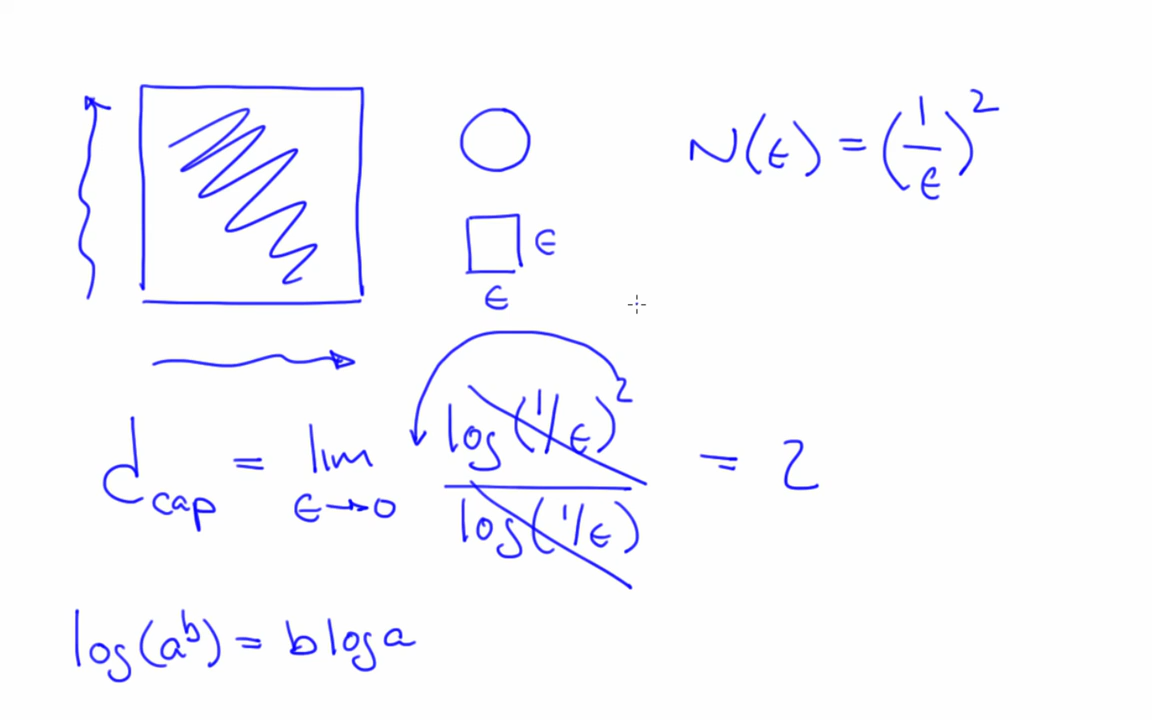 N(ϵ) = (1/ϵ)^2
ϵ
ϵ
d_cap = lim_{ϵ→0} log(1/ϵ)^2 / log(1/ϵ) = 2
log(a^b) = b log a